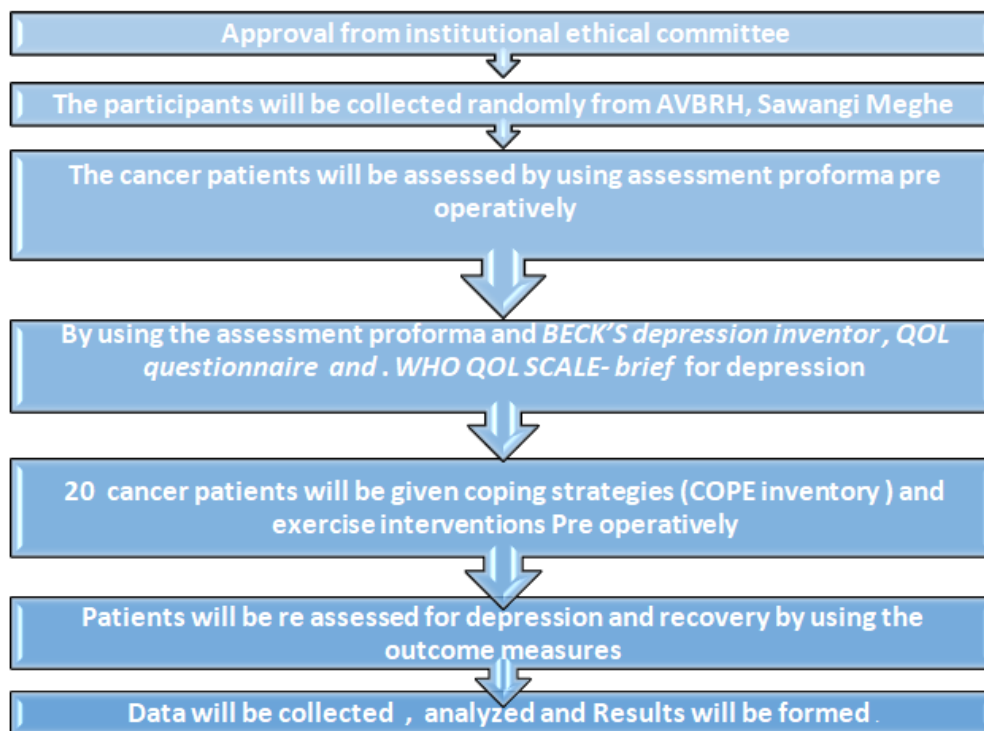 Approval from institutional ethical committee
The participants will be collected randomly from AVBRH, Sawangi Meghe
The cancer patients will be assessed by using assessment proforma pre
operatively
By using the assessment proforma and BECK'S depression inventor , QOL
questionnaire and . WHO QOL SCALE- brief for depression
20 cancer patients will be given coping strategies (COPE inventory ) and
exercise interventions Pre operatively
Patients will be re assessed for depression and recovery by using the
outcome measures
Data will be collected , analyzed and Results will be formed .